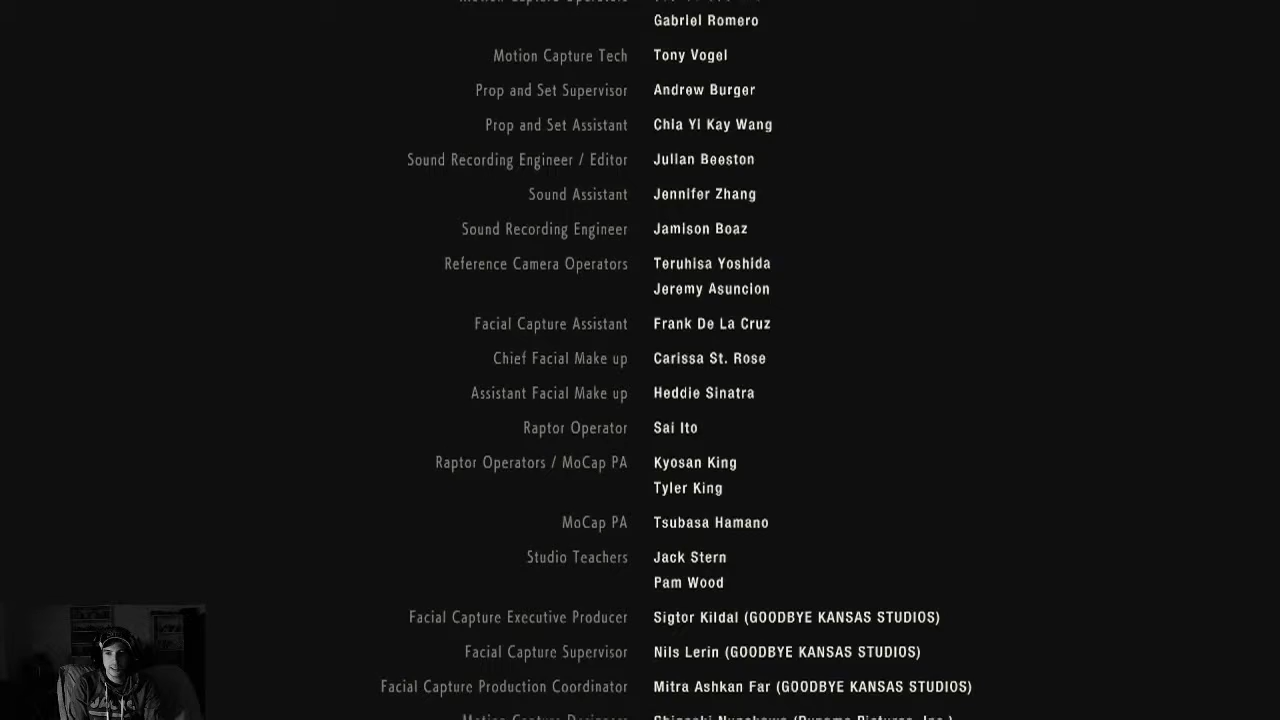 Gabriel Romero
Motion Capture Tech Tony Vogel
Prop and Set Supervisor Andrew Burger
Prop and Set Assistant Chia Yi Kay Wang
Sound Recording Engineer / Editor Julian Beeston
Sound Assistant Jennifer Zhang
Sound Recording Engineer Jamison Boaz
Reference Camera Operators Teruhisa Yoshida
Jeremy Asuncion
Facial Capture Assistant Frank De La Cruz
Chief Facial Make up Carissa St. Rose
Assistant Facial Make up Heddie Sinatra
Raptor Operator Sai Ito
Raptor Operators / MoCap PA Kyosan King
Tyler King
MoCap PA Tsubasa Hamano
Studio Teachers Jack Stern
Pam Wood
Facial Capture Executive Producer Sigtor Kildal (GOODBYE KANSAS STUDIOS)
Facial Capture Supervisor Nils Lerin (GOODBYE KANSAS STUDIOS)
Facial Capture Production Coordinator Mitra Ashkan Far (GOODBYE KANSAS STUDIOS)